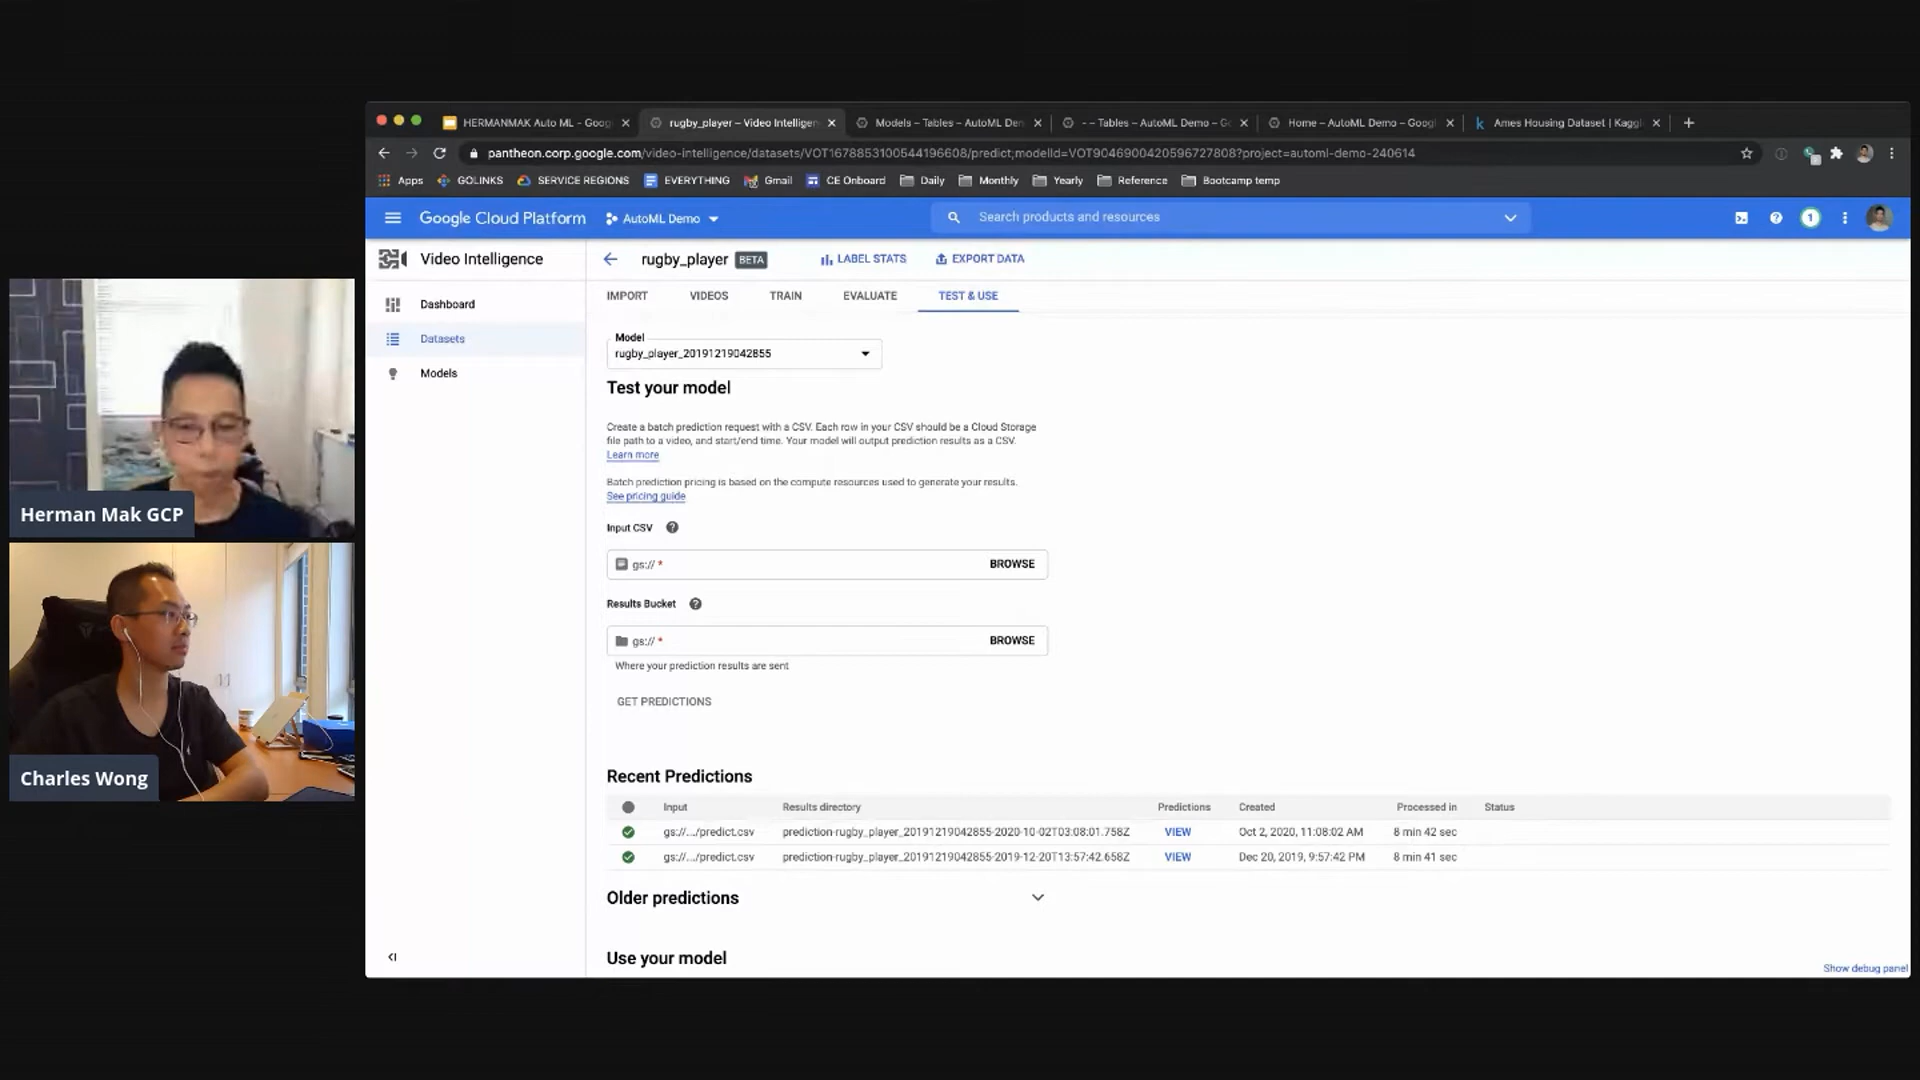 HERMANMAK Auto ML - Goog
rugby_player – Video Intelligen
Models – Tables – AutoML Den
- – Tables – AutoML Demo – G
Home – AutoML Demo – Googl
Ames Housing Dataset | Kaggl
pantheon.corp.google.com/video-intelligence/datasets/VOT1678853100544196608/predict;modelId=VOT9046900420596727808?project=automl-demo-240614
Apps
GOLINKS
SERVICE REGIONS
EVERYTHING
Gmail
CE Onboard
Daily
Monthly
Yearly
Reference
Bootcamp temp
Google Cloud Platform
AutoML Demo
Search products and resources
1
Video Intelligence
rugby_player BETA
LABEL STATS
EXPORT DATA
Dashboard
Datasets
Models
IMPORT
VIDEOS
TRAIN
EVALUATE
TEST & USE
Model
rugby_player_20191219042855
Test your model
Create a batch prediction request with a CSV. Each row in your CSV should be a Cloud Storage
file path to a video, and start/end time. Your model will output prediction results as a CSV.
Learn more
Batch prediction pricing is based on the compute resources used to generate your results.
See pricing guide
Input CSV
gs:// *
BROWSE
Results Bucket
gs:// *
BROWSE
Where your prediction results are sent
GET PREDICTIONS
Recent Predictions
Input Results directory Predictions Created Processed in Status
gs://.../predict.csv prediction-rugby_player_20191219042855-2020-10-02T03:08:01.758Z VIEW Oct 2, 2020, 11:08:02 AM 8 min 42 sec
gs://.../predict.csv prediction-rugby_player_20191219042855-2019-12-20T13:57:42.658Z VIEW Dec 20, 2019, 9:57:42 PM 8 min 41 sec
Older predictions
Use your model
Show debug panel
Herman Mak GCP
Charles Wong